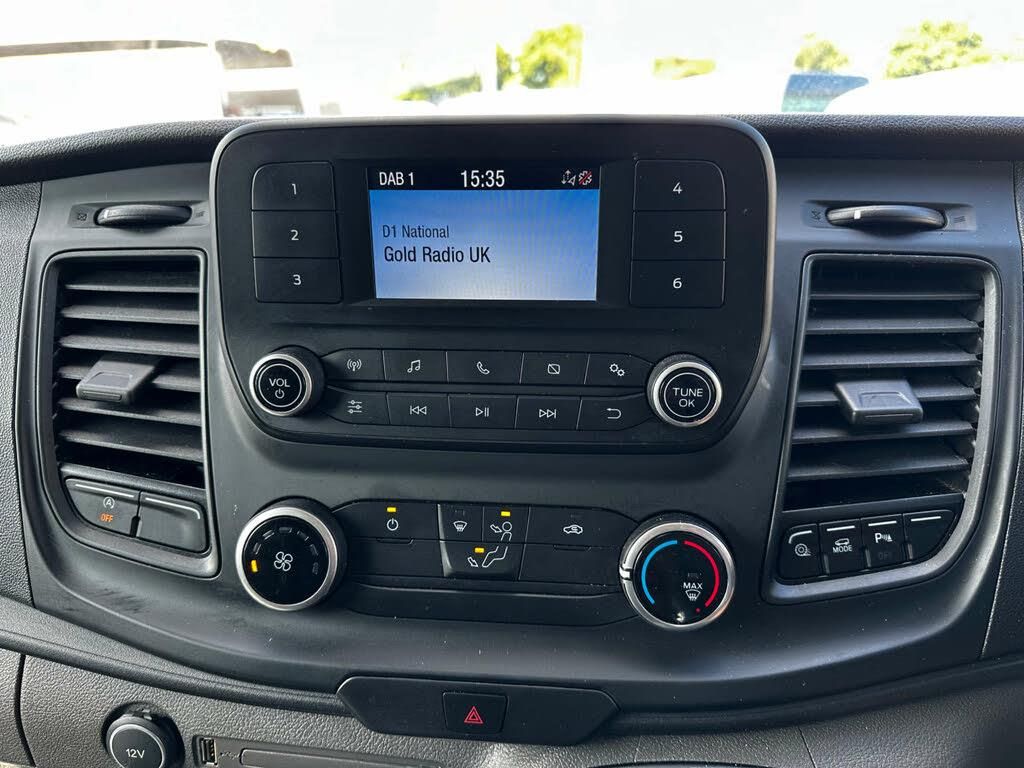 DAB 1 15:35
D1 National
Gold Radio UK
1
2
3
4
5
6
VOL
TUNE
OK
A
OFF
MAX
MODE
P
OFF
12V